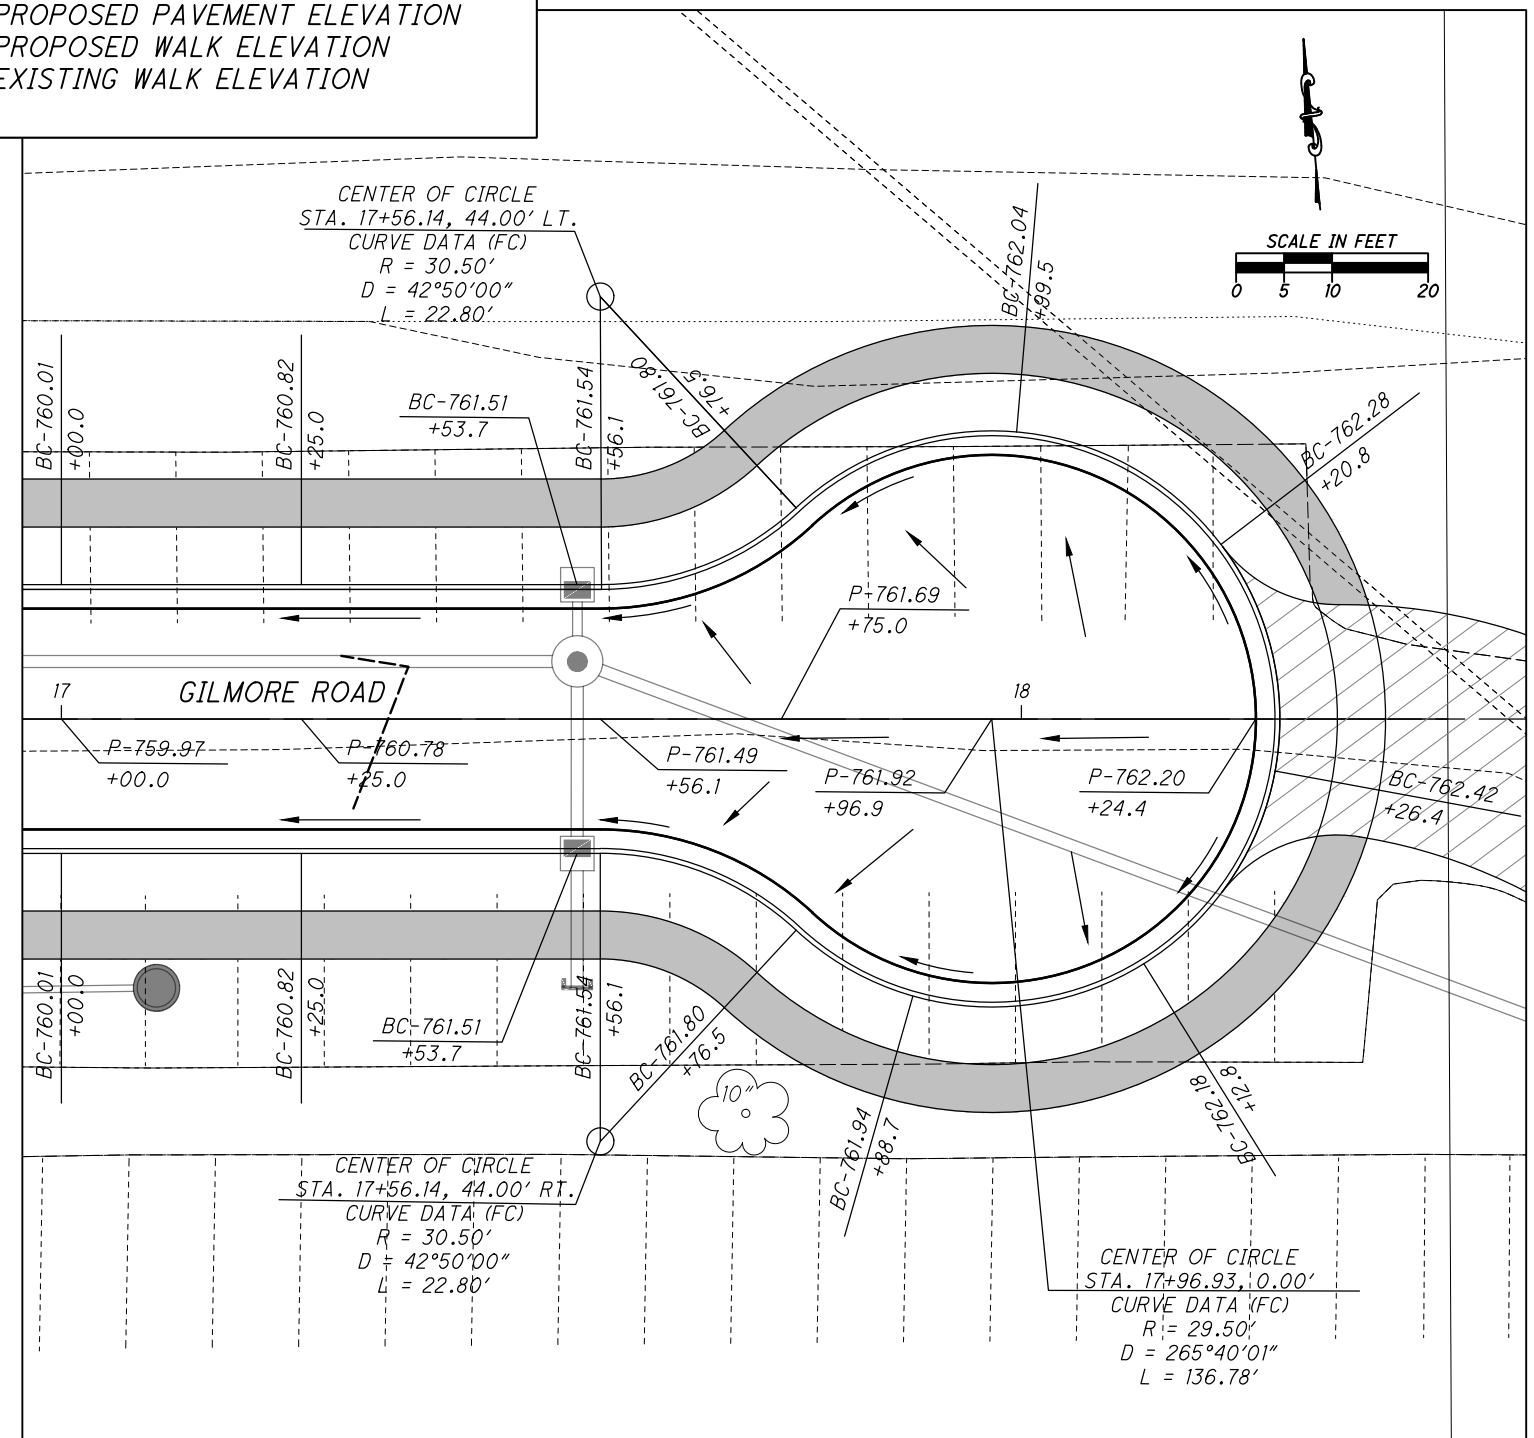 PROPOSED PAVEMENT ELEVATION
PROPOSED WALK ELEVATION
EXISTING WALK ELEVATION
CENTER OF CIRCLE
STA. 17+56.14, 44.00' LT.
CURVE DATA (FC)
R = 30.50'
D = 42°50'00"
L = 22.80'
BC-762.04
+99.5
SCALE IN FEET
0 5 10 20
BC-760.01
+00.0
BC-760.82
+25.0
BC-761.51
+53.7
BC-761.54
+56.1
BC-761.80
+76.5
BC-762.28
+20.8
P-761.69
+75.0
17
GILMORE ROAD
18
P-759.97
+00.0
P-760.78
+25.0
P-761.49
+56.1
P-761.92
+96.9
P-762.20
+24.4
BC-762.42
+26.4
BC-760.01
+00.0
BC-760.82
+25.0
BC-761.51
+53.7
BC-761.54
+56.1
BC-761.80
+76.5
10"
BC-761.94
+88.7
BC-762.18
+12.8
CENTER OF CIRCLE
STA. 17+56.14, 44.00' RT.
CURVE DATA (FC)
R = 30.50'
D = 42°50'00"
L = 22.80'
CENTER OF CIRCLE
STA. 17+96.93, 0.00'
CURVE DATA (FC)
R = 29.50'
D = 265°40'01"
L = 136.78'